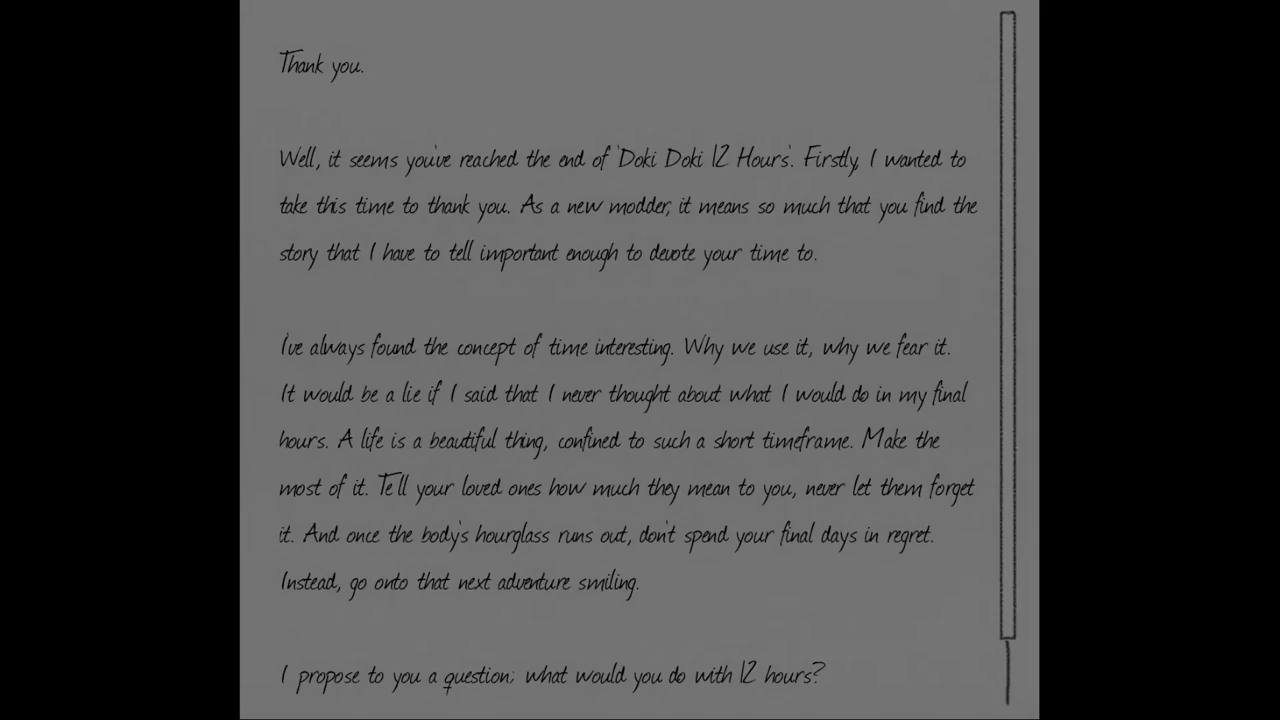 Thank you.
Well, it seems you've reached the end of 'Doki Doki 12 Hours'. Firstly, I wanted to
take this time to thank you. As a new modder, it means so much that you find the
story that I have to tell important enough to devote your time to.
I've always found the concept of time interesting. Why we use it, why we fear it.
It would be a lie if I said that I never thought about what I would do in my final
hours. A life is a beautiful thing, confined to such a short timeframe. Make the
most of it. Tell your loved ones how much they mean to you, never let them forget
it. And once the body's hourglass runs out, don't spend your final days in regret.
Instead, go onto that next adventure smiling.
I propose to you a question; what would you do with 12 hours?